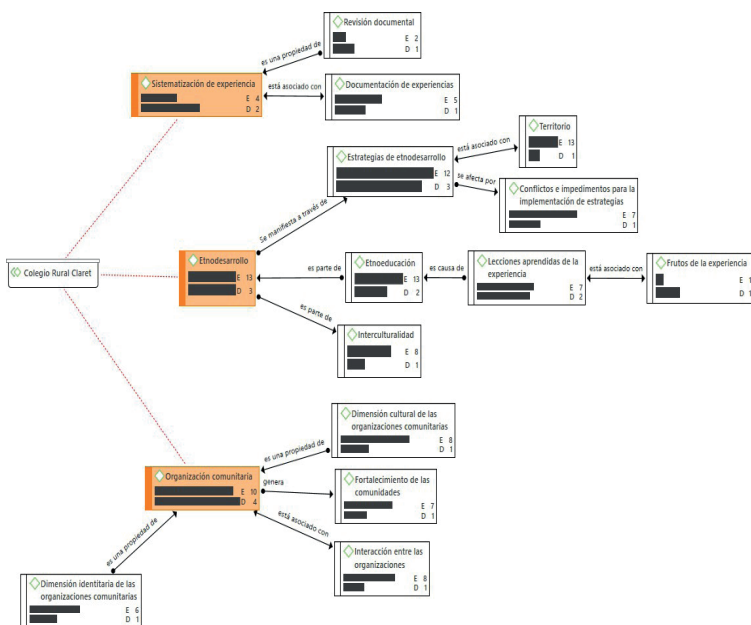 Revisión documental
E 2
D 1
es una propiedad de
Sistematización de experiencia
E 4
D 2
está asociado con
Documentación de experiencias
E 5
D 1
Territorio
E 13
D 1
está asociado con
Estrategias de etnodesarrollo
E 12
D 3
se afecta por
Conflictos e impedimentos para la
implementación de estrategias
E 7
D 1
Se manifiesta a través de
Colegio Rural Claret
Etnodesarrollo
E 13
D 3
es parte de
Etnoeducación
E 13
D 2
es causa de
Lecciones aprendidas de la
experiencia
E 7
D 2
está asociado con
Frutos de la experiencia
E 1
D 1
es parte de
Interculturalidad
E 8
D 1
Dimensión cultural de las
organizaciones comunitarias
E 8
D 1
es una propiedad de
Organización comunitaria
E 10
D 4
genera
Fortalecimiento de las
comunidades
E 7
D 1
está asociado con
Interacción entre las
organizaciones
E 8
D 1
es una propiedad de
Dimensión identitaria de las
organizaciones comunitarias
E 6
D 1